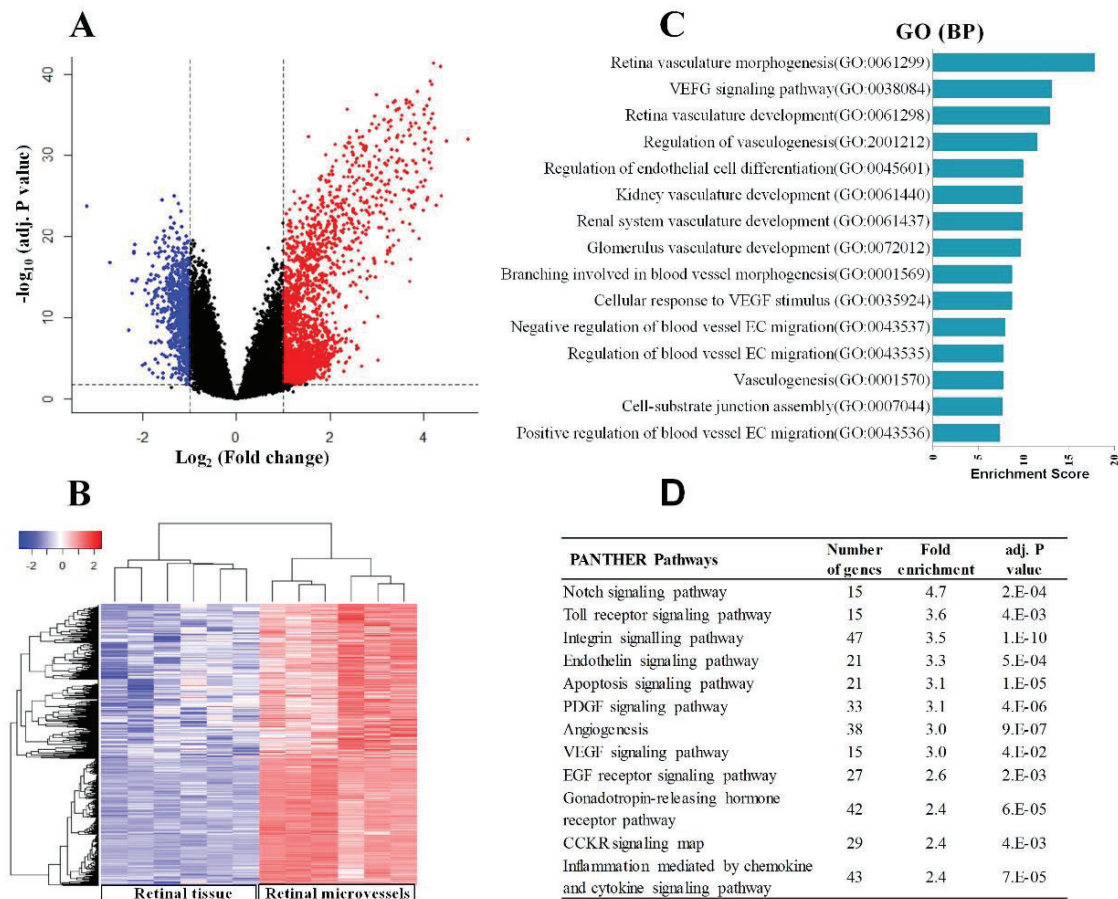 A
-log10 (adj. P value)
40
30
20
10
0
-2
0
2
4
Log2 (Fold change)
C
GO (BP)
Retina vasculature morphogenesis(GO:0061299)
VEFG signaling pathway(GO:0038084)
Retina vasculature development(GO:0061298)
Regulation of vasculogenesis(GO:2001212)
Regulation of endothelial cell differentiation(GO:0045601)
Kidney vasculature development (GO:0061440)
Renal system vasculature development (GO:0061437)
Glomerulus vasculature development (GO:0072012)
Branching involved in blood vessel morphogenesis(GO:0001569)
Cellular response to VEGF stimulus (GO:0035924)
Negative regulation of blood vessel EC migration(GO:0043537)
Regulation of blood vessel EC migration(GO:0043535)
Vasculogenesis(GO:0001570)
Cell-substrate junction assembly(GO:0007044)
Positive regulation of blood vessel EC migration(GO:0043536)
0
5
10
15
20
Enrichment Score
B
-2 0 2
Retinal tissue
Retinal microvessels
D
PANTHER Pathways
Number of genes
Fold enrichment
adj. P value
Notch signaling pathway 15 4.7 2.E-04
Toll receptor signaling pathway 15 3.6 4.E-03
Integrin signalling pathway 47 3.5 1.E-10
Endothelin signaling pathway 21 3.3 5.E-04
Apoptosis signaling pathway 21 3.1 1.E-05
PDGF signaling pathway 33 3.1 4.E-06
Angiogenesis 38 3.0 9.E-07
VEGF signaling pathway 15 3.0 4.E-02
EGF receptor signaling pathway 27 2.6 2.E-03
Gonadotropin-releasing hormone
receptor pathway 42 2.4 6.E-05
CCKR signaling map 29 2.4 4.E-03
Inflammation mediated by chemokine
and cytokine signaling pathway 43 2.4 7.E-05